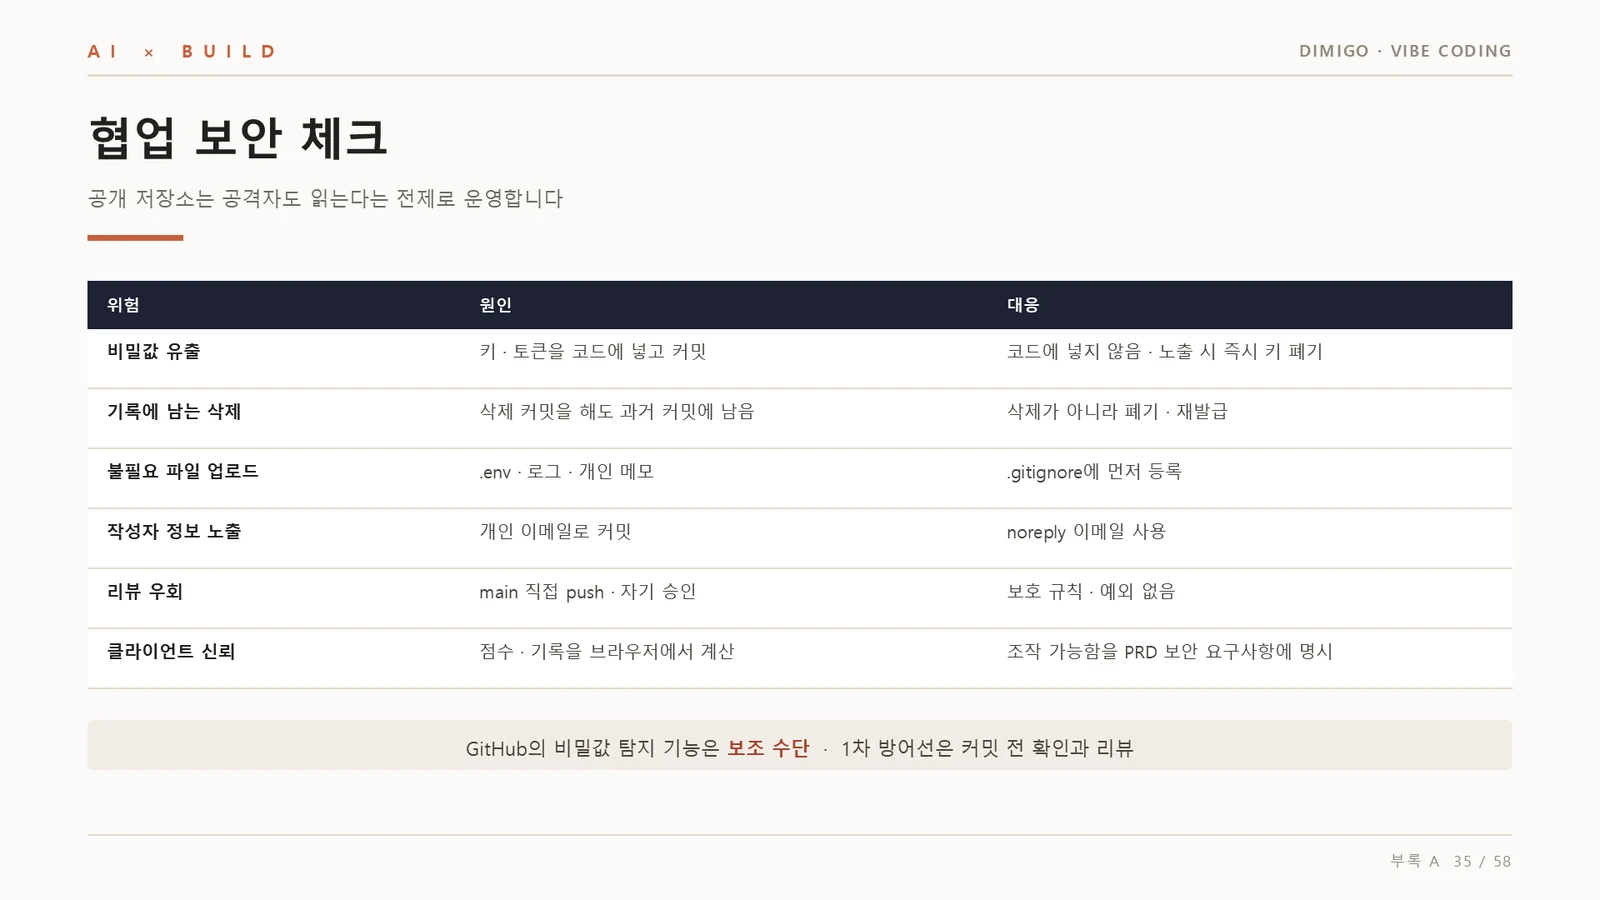 AI × BUILD
DIMIGO · VIBE CODING
협업 보안 체크
공개 저장소는 공격자도 읽는다는 전제로 운영합니다
위험 원인 대응
비밀값 유출 키 · 토큰을 코드에 넣고 커밋 코드에 넣지 않음 · 노출 시 즉시 키 폐기
기록에 남는 삭제 삭제 커밋을 해도 과거 커밋에 남음 삭제가 아니라 폐기 · 재발급
불필요 파일 업로드 .env · 로그 · 개인 메모 .gitignore에 먼저 등록
작성자 정보 노출 개인 이메일로 커밋 noreply 이메일 사용
리뷰 우회 main 직접 push · 자기 승인 보호 규칙 · 예외 없음
클라이언트 신뢰 점수 · 기록을 브라우저에서 계산 조작 가능함을 PRD 보안 요구사항에 명시
GitHub의 비밀값 탐지 기능은 보조 수단 · 1차 방어선은 커밋 전 확인과 리뷰
부록 A 35 / 58